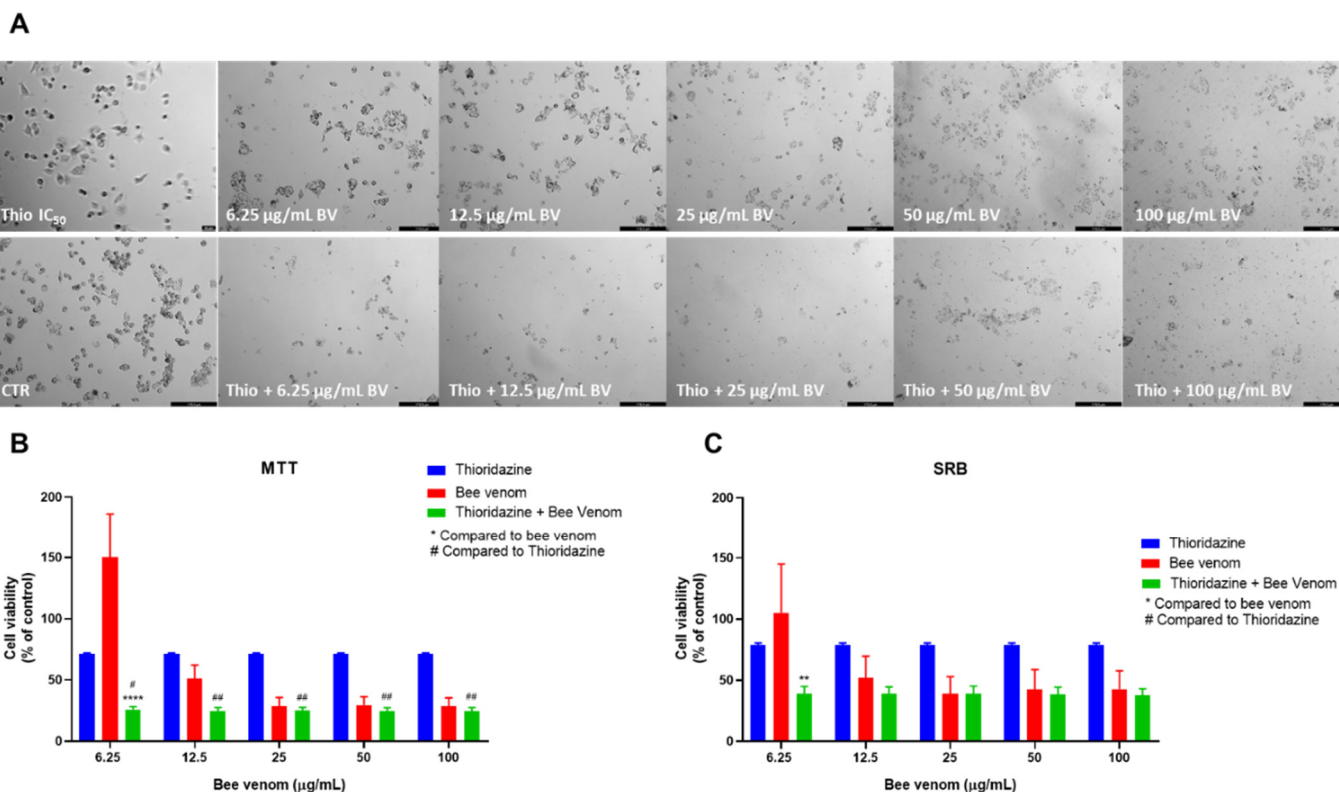 A
Thio IC50
6.25 µg/mL BV
12.5 µg/mL BV
25 µg/mL BV
50 µg/mL BV
100 µg/mL BV
CTR
Thio + 6.25 µg/mL BV
Thio + 12.5 µg/mL BV
Thio + 25 µg/mL BV
Thio + 50 µg/mL BV
Thio + 100 µg/mL BV
B
MTT
Thioridazine
Bee venom
Thioridazine + Bee Venom
* Compared to bee venom
# Compared to Thioridazine
Cell viability
(% of control)
200
150
100
50
0
#
****
##
##
##
##
6.25
12.5
25
50
100
Bee venom (µg/mL)
C
SRB
Thioridazine
Bee venom
Thioridazine + Bee Venom
* Compared to bee venom
# Compared to Thioridazine
Cell viability
(% of control)
200
150
100
50
0
**
6.25
12.5
25
50
100
Bee venom (µg/mL)